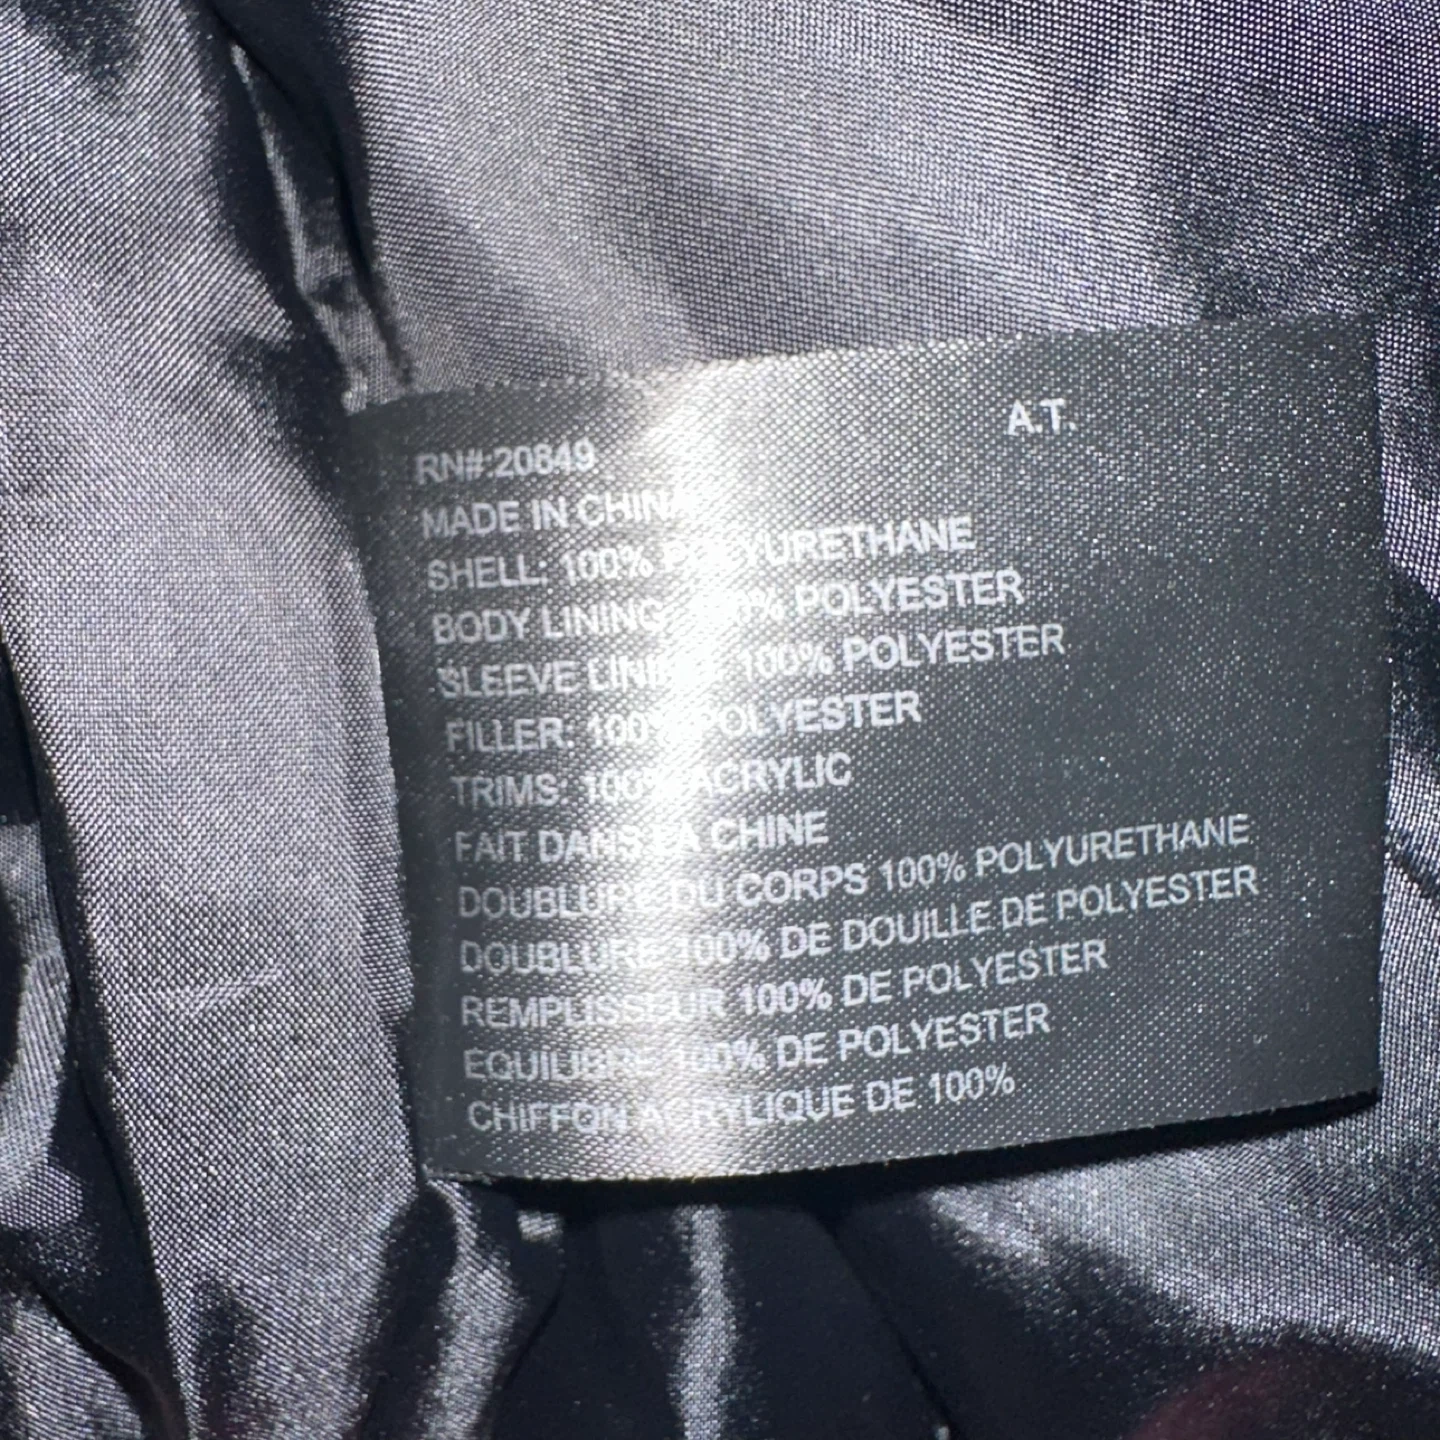 A.T.
RN#:20849
MADE IN CHINA
SHELL: 100% POLYURETHANE
BODY LINING: 100% POLYESTER
SLEEVE LINING: 100% POLYESTER
FILLER: 100% POLYESTER
TRIMS: 100% ACRYLIC
FAIT DANS LA CHINE
DOUBLURE DU CORPS 100% POLYURETHANE
DOUBLURE 100% DE DOUILLE DE POLYESTER
REMPLISSEUR 100% DE POLYESTER
EQUILIBRE 100% DE POLYESTER
CHIFFON ACRYLIQUE DE 100%